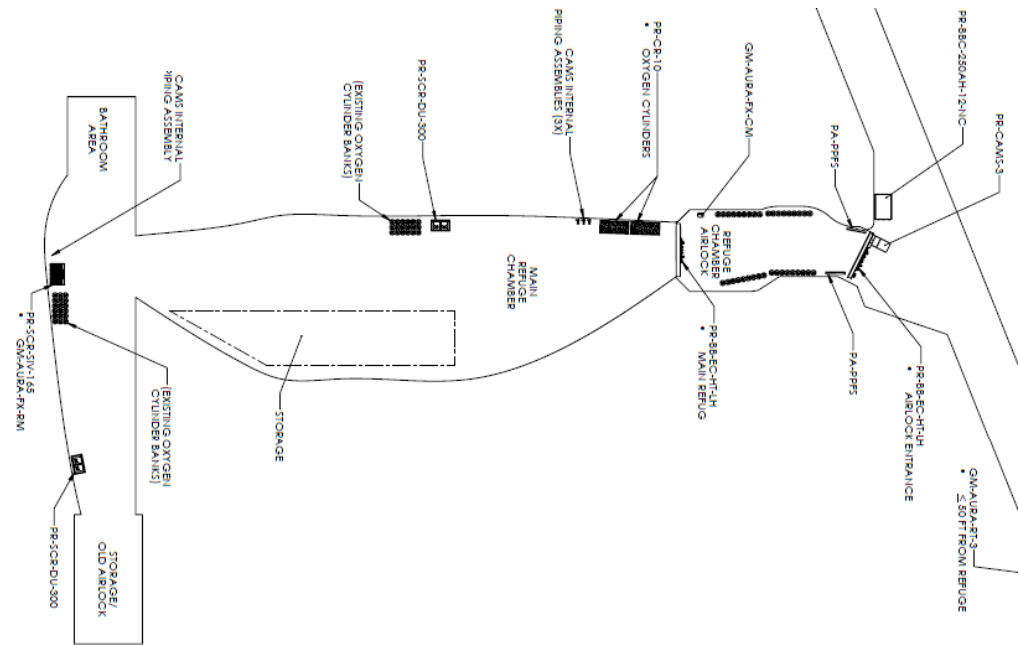 PR-CAMS-3
PR-BBC-250AH-12-NC
GM-AURA-RT-3
• ≤50 FT FROM REFUGE
PR-BB-EC-HT-LH
• AIRLOCK ENTRANCE
PA-PPFS
PA-PPFS
GM-AURA-FX-CM
REFUGE
CHAMBER
AIRLOCK
PR-BB-EC-HT-LH
• MAIN REFUG
PR-CR-10
• OXYGEN CYLINDERS
CAMS INTERNAL
PIPING ASSEMBLIES (3X)
MAIN
REFUGE
CHAMBER
PR-SCR-DU-300
(EXISTING OXYGEN
CYLINDER BANKS)
STORAGE
CAMS INTERNAL
PIPING ASSEMBLY
(EXISTING OXYGEN
CYLINDER BANKS)
BATHROOM
AREA
STORAGE/
OLD AIRLOCK
PR-SCR-SIV-165
• GM-AURA-FX-RM
PR-SCR-DU-300